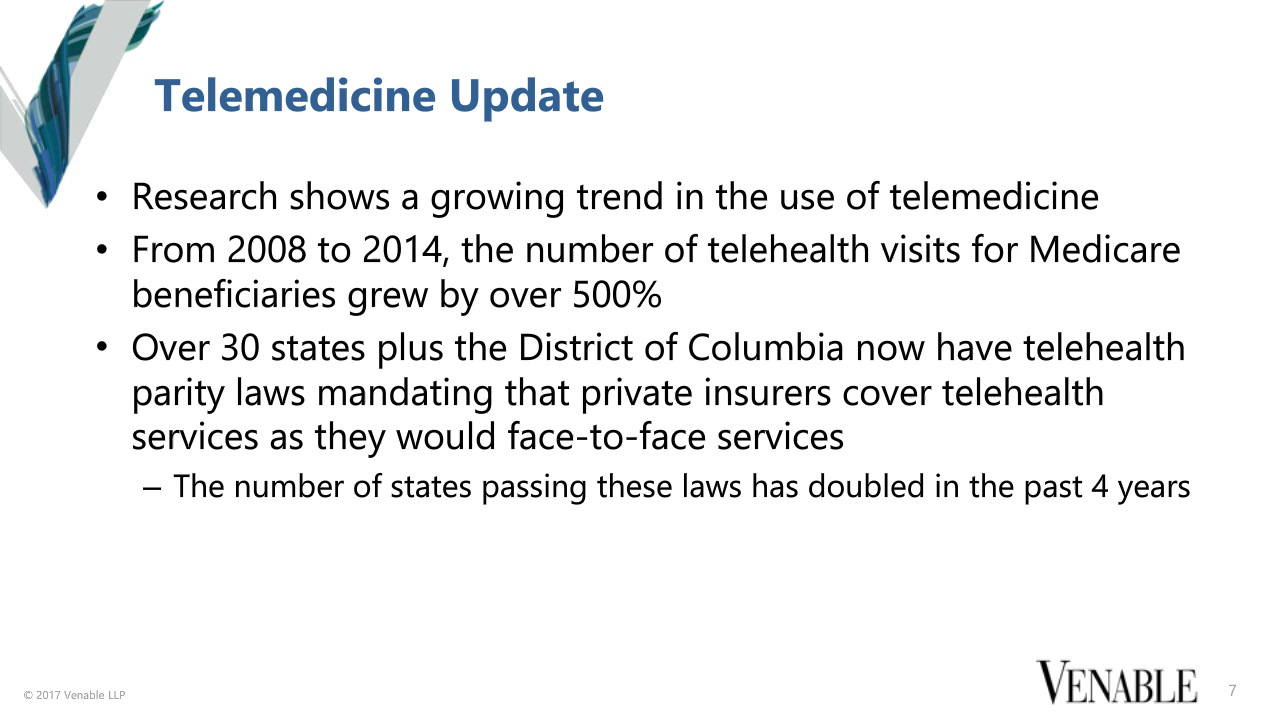 Telemedicine Update
• Research shows a growing trend in the use of telemedicine
• From 2008 to 2014, the number of telehealth visits for Medicare
beneficiaries grew by over 500%
• Over 30 states plus the District of Columbia now have telehealth
parity laws mandating that private insurers cover telehealth
services as they would face-to-face services
– The number of states passing these laws has doubled in the past 4 years
© 2017 Venable LLP
VENABLE
7